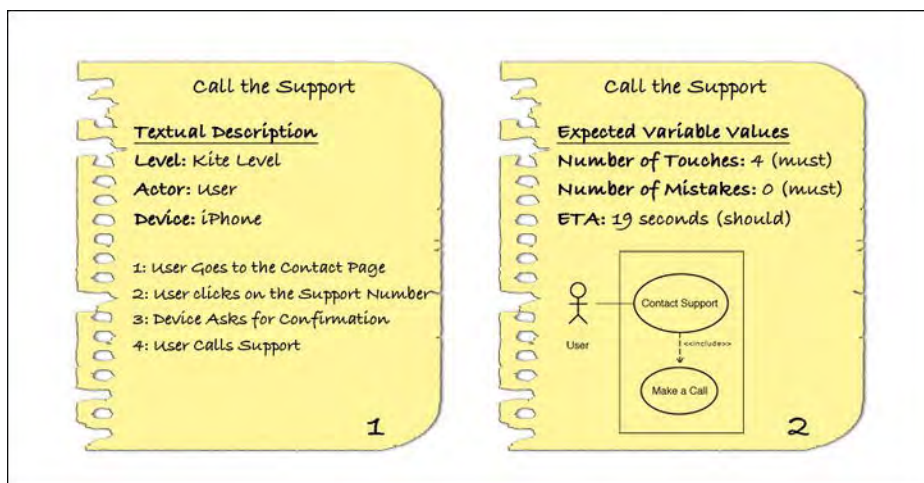 Call the Support
Textual Description
Level: Kite Level
Actor: User
Device: iPhone
1: User Goes to the Contact Page
2: User clicks on the Support Number
3: Device Asks for Confirmation
4: User Calls Support
1
Call the Support
Expected Variable Values
Number of Touches: 4 (must)
Number of Mistakes: 0 (must)
ETA: 19 seconds (should)
Contact Support
User
<<include>>
Make a Call
2